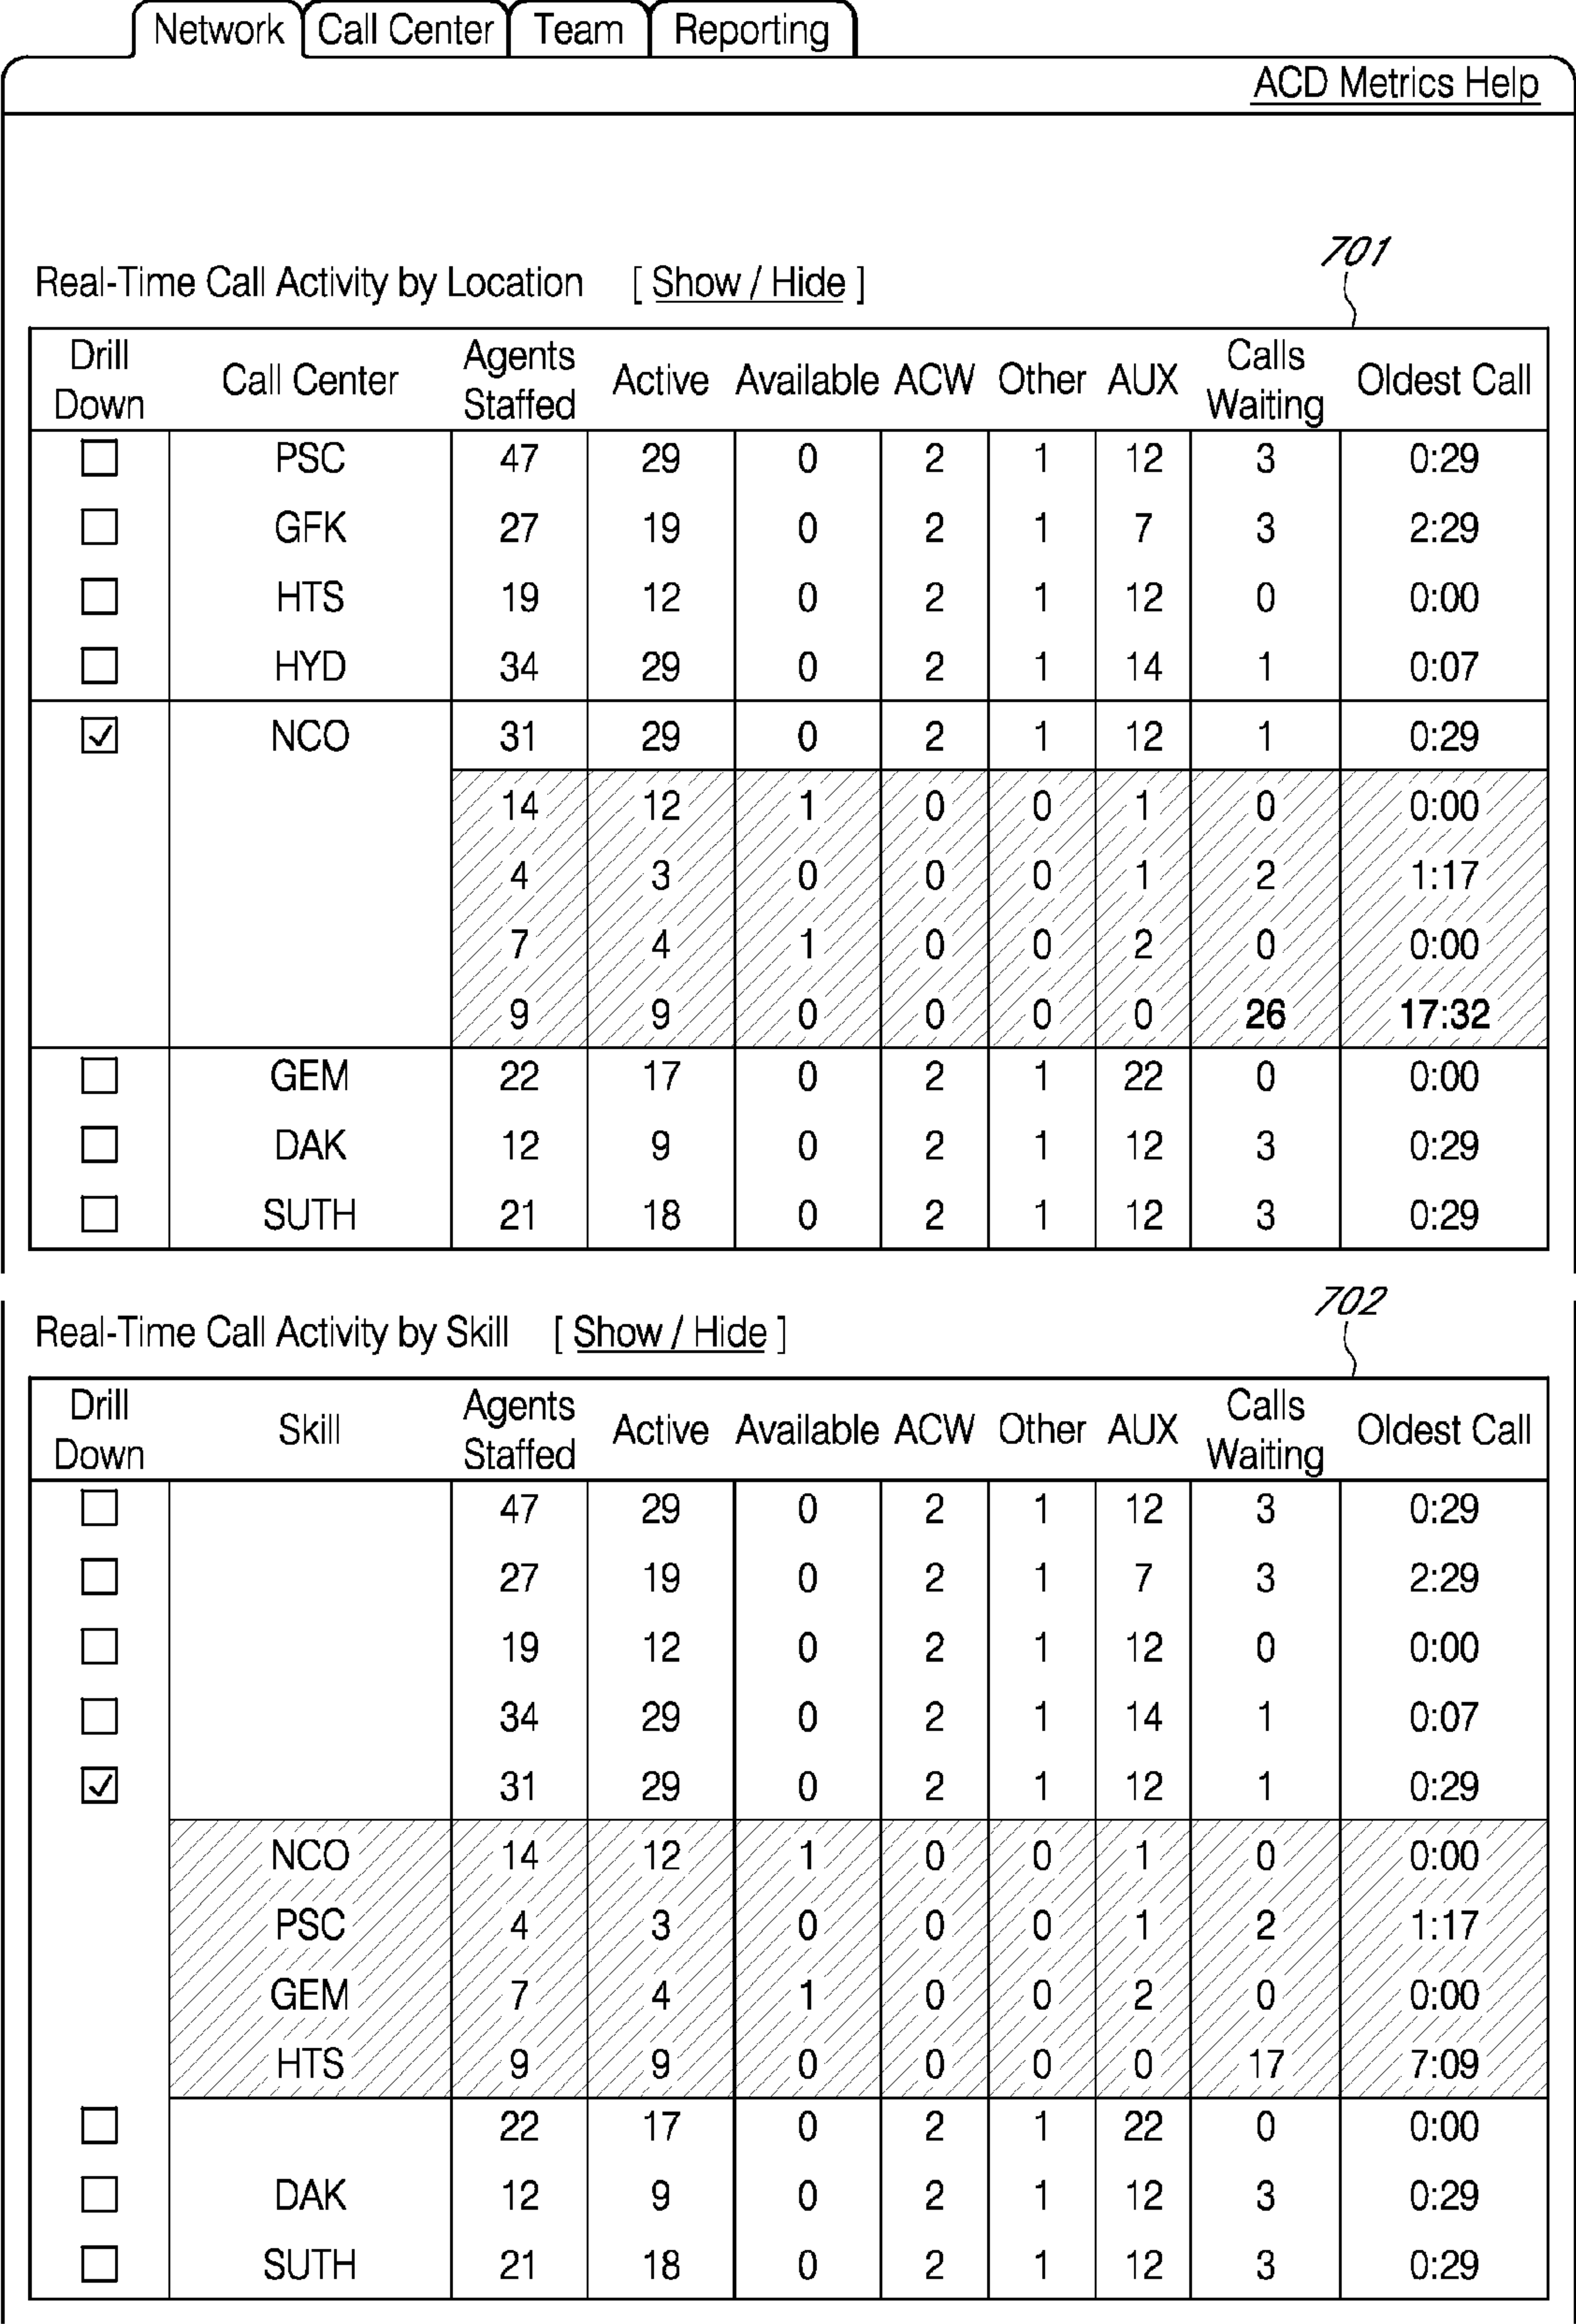 Network Call Center Team Reporting
ACD Metrics Help
701
Real-Time Call Activity by Location [ Show / Hide ]
Drill Down Call Center Agents Staffed Active Available ACW Other AUX Calls Waiting Oldest Call
PSC 47 29 0 2 1 12 3 0:29
GFK 27 19 0 2 1 7 3 2:29
HTS 19 12 0 2 1 12 0 0:00
HYD 34 29 0 2 1 14 1 0:07
NCO 31 29 0 2 1 12 1 0:29
14 12 1 0 0 1 0 0:00
4 3 0 0 0 1 2 1:17
7 4 1 0 0 2 0 0:00
9 9 0 0 0 0 26 17:32
GEM 22 17 0 2 1 22 0 0:00
DAK 12 9 0 2 1 12 3 0:29
SUTH 21 18 0 2 1 12 3 0:29
702
Real-Time Call Activity by Skill [ Show / Hide ]
Drill Down Skill Agents Staffed Active Available ACW Other AUX Calls Waiting Oldest Call
47 29 0 2 1 12 3 0:29
27 19 0 2 1 7 3 2:29
19 12 0 2 1 12 0 0:00
34 29 0 2 1 14 1 0:07
31 29 0 2 1 12 1 0:29
NCO 14 12 1 0 0 1 0 0:00
PSC 4 3 0 0 0 1 2 1:17
GEM 7 4 1 0 0 2 0 0:00
HTS 9 9 0 0 0 0 17 7:09
22 17 0 2 1 22 0 0:00
DAK 12 9 0 2 1 12 3 0:29
SUTH 21 18 0 2 1 12 3 0:29